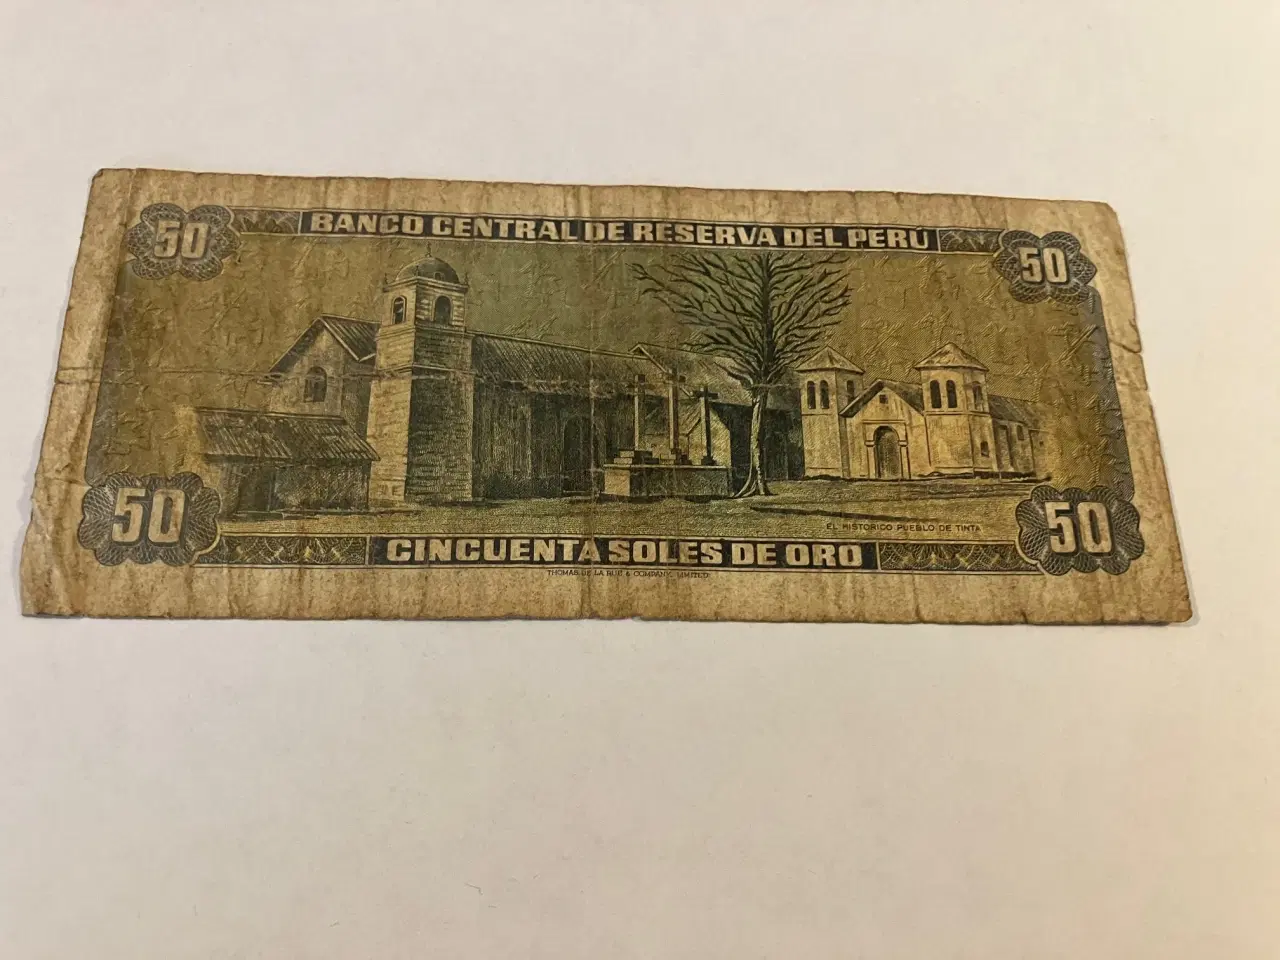 50 BANCO CENTRAL DE RESERVA DEL PERÚ 50
EL HISTORICO PUEBLO DE TINTA
50 CINCUENTA SOLES DE ORO 50
THOMAS DE LA RUE & COMPANY, LIMITED